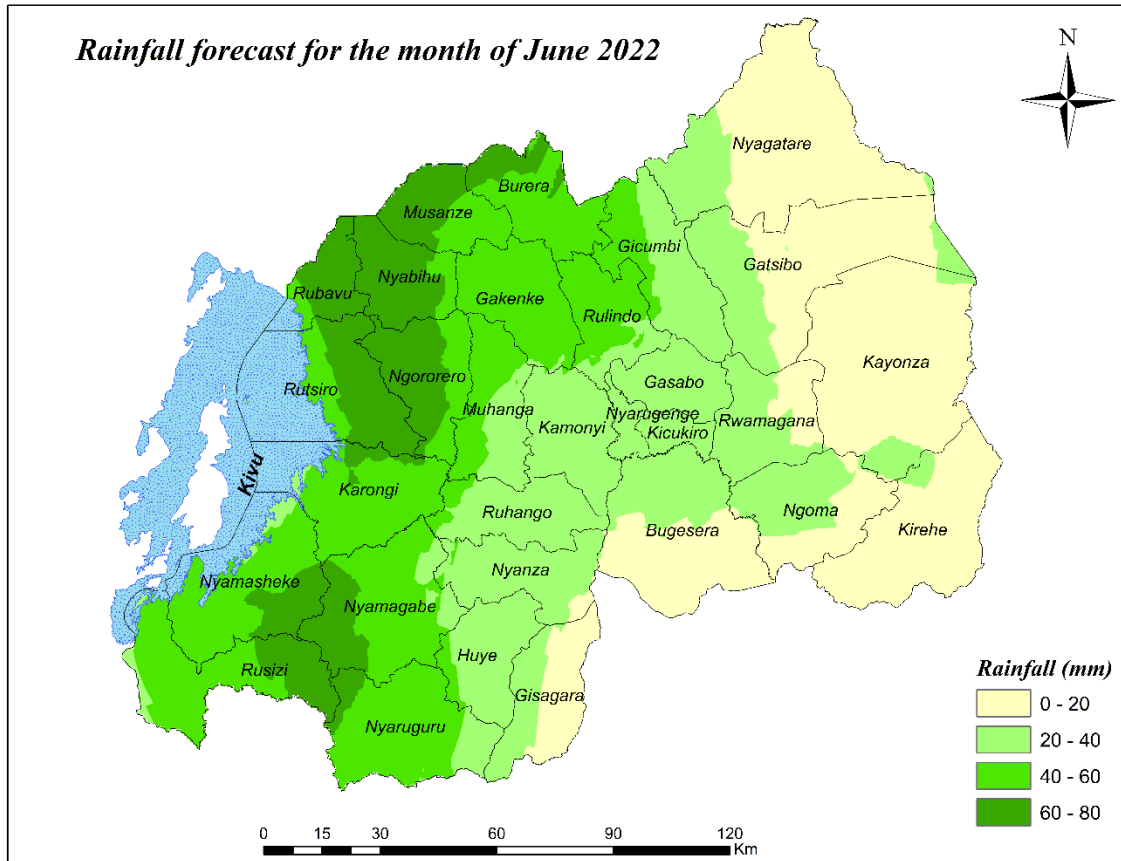 Rainfall forecast for the month of June 2022
N
Nyagatare
Burera
Musanze
Gicumbi
Gatsibo
Nyabihu
Rubavu
Gakenke
Rulindo
Kayonza
Ngororero
Gasabo
Rutsiro
Muhanga
Nyarugenge
Rwamagana
Kamonyi
Kicukiro
Kivu
Karongi
Ruhango
Ngoma
Bugesera
Kirehe
Nyanza
Nyamasheke
Nyamagabe
Huye
Rusizi
Gisagara
Nyaruguru
Rainfall (mm)
0 - 20
20 - 40
40 - 60
60 - 80
0 15 30 60 90 120
Km